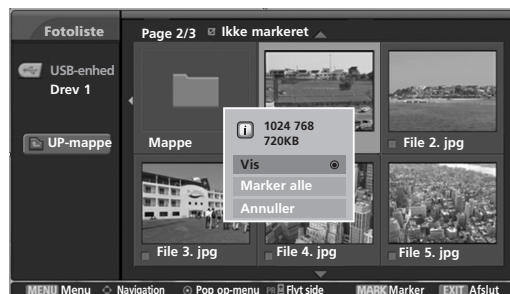 Fotoliste
Page 2/3 Ikke markeret
USB-enhed
Drev 1
UP-mappe
Mappe
1024 768
720KB
Vis
Marker alle
Annuller
File 2. jpg
File 3. jpg
File 4. jpg
File 5. jpg
MENU Menu Navigation Pop op-menu PR Flyt side MARK Marker EXIT Afslut